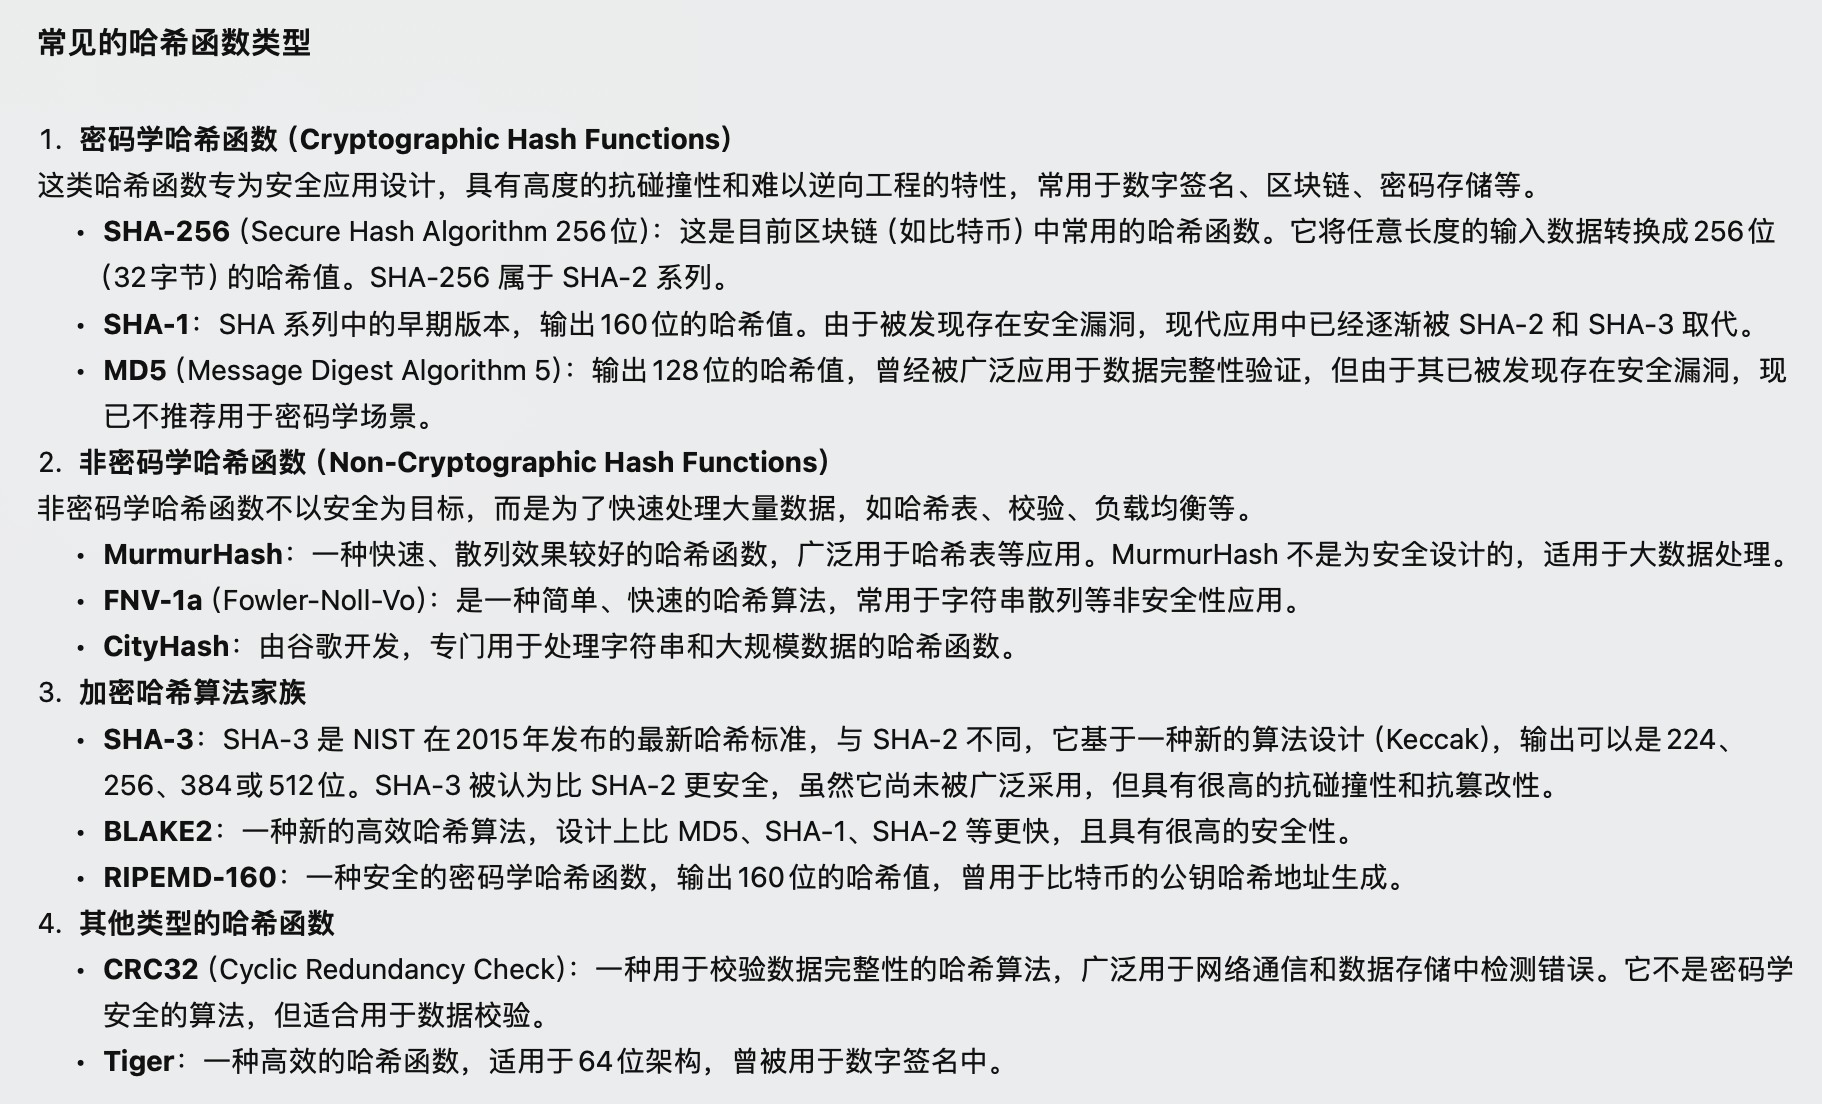 常见的哈希函数类型
1. 密码学哈希函数（Cryptographic Hash Functions）
这类哈希函数专为安全应用设计，具有高度的抗碰撞性和难以逆向工程的特性，常用于数字签名、区块链、密码存储等。
• SHA-256（Secure Hash Algorithm 256位）：这是目前区块链（如比特币）中常用的哈希函数。它将任意长度的输入数据转换成256位
（32字节）的哈希值。SHA-256 属于 SHA-2 系列。
• SHA-1：SHA 系列中的早期版本，输出160位的哈希值。由于被发现存在安全漏洞，现代应用中已经逐渐被 SHA-2 和 SHA-3 取代。
• MD5（Message Digest Algorithm 5）：输出128位的哈希值，曾经被广泛应用于数据完整性验证，但由于其已被发现存在安全漏洞，现
已不推荐用于密码学场景。
2. 非密码学哈希函数（Non-Cryptographic Hash Functions）
非密码学哈希函数不以安全为目标，而是为了快速处理大量数据，如哈希表、校验、负载均衡等。
• MurmurHash：一种快速、散列效果较好的哈希函数，广泛用于哈希表等应用。MurmurHash 不是为安全设计的，适用于大数据处理。
• FNV-1a（Fowler-Noll-Vo）：是一种简单、快速的哈希算法，常用于字符串散列等非安全性应用。
• CityHash：由谷歌开发，专门用于处理字符串和大规模数据的哈希函数。
3. 加密哈希算法家族
• SHA-3：SHA-3 是 NIST 在2015年发布的最新哈希标准，与 SHA-2 不同，它基于一种新的算法设计（Keccak），输出可以是224、
256、384或512位。SHA-3 被认为比 SHA-2 更安全，虽然它尚未被广泛采用，但具有很高的抗碰撞性和抗篡改性。
• BLAKE2：一种新的高效哈希算法，设计上比 MD5、SHA-1、SHA-2 等更快，且具有很高的安全性。
• RIPEMD-160：一种安全的密码学哈希函数，输出160位的哈希值，曾用于比特币的公钥哈希地址生成。
4. 其他类型的哈希函数
• CRC32（Cyclic Redundancy Check）：一种用于校验数据完整性的哈希算法，广泛用于网络通信和数据存储中检测错误。它不是密码学
安全的算法，但适合用于数据校验。
• Tiger：一种高效的哈希函数，适用于64位架构，曾被用于数字签名中。